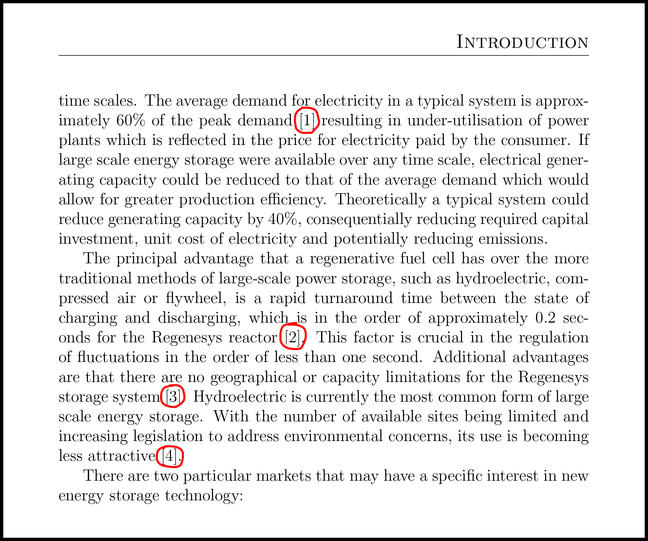 INTRODUCTION
time scales. The average demand for electricity in a typical system is approx-
imately 60% of the peak demand [1] resulting in under-utilisation of power
plants which is reflected in the price for electricity paid by the consumer. If
large scale energy storage were available over any time scale, electrical gener-
ating capacity could be reduced to that of the average demand which would
allow for greater production efficiency. Theoretically a typical system could
reduce generating capacity by 40%, consequentially reducing required capital
investment, unit cost of electricity and potentially reducing emissions.
The principal advantage that a regenerative fuel cell has over the more
traditional methods of large-scale power storage, such as hydroelectric, com-
pressed air or flywheel, is a rapid turnaround time between the state of
charging and discharging, which is in the order of approximately 0.2 sec-
onds for the Regenesys reactor [2]. This factor is crucial in the regulation
of fluctuations in the order of less than one second. Additional advantages
are that there are no geographical or capacity limitations for the Regenesys
storage system [3]. Hydroelectric is currently the most common form of large
scale energy storage. With the number of available sites being limited and
increasing legislation to address environmental concerns, its use is becoming
less attractive [4].
There are two particular markets that may have a specific interest in new
energy storage technology: